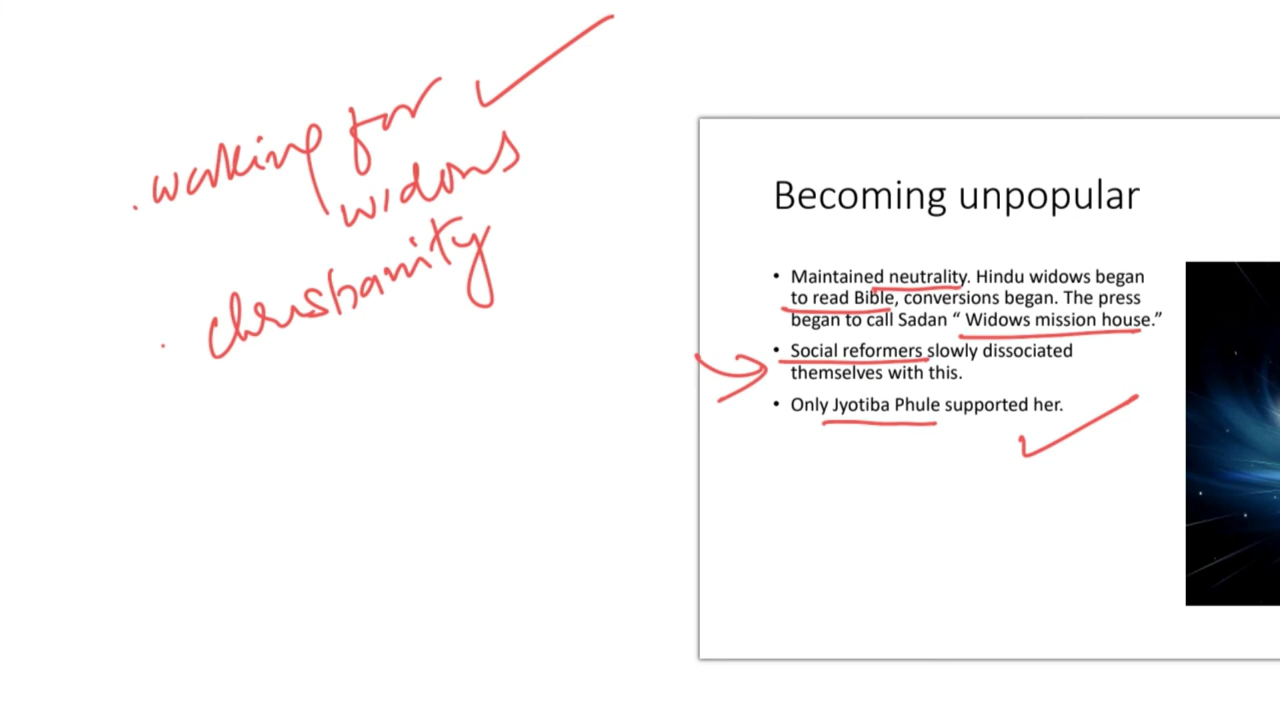 . working for
widows
. christianity
Becoming unpopular
• Maintained neutrality. Hindu widows began
to read Bible, conversions began. The press
began to call Sadan “ Widows mission house.”
• Social reformers slowly dissociated
themselves with this.
• Only Jyotiba Phule supported her.